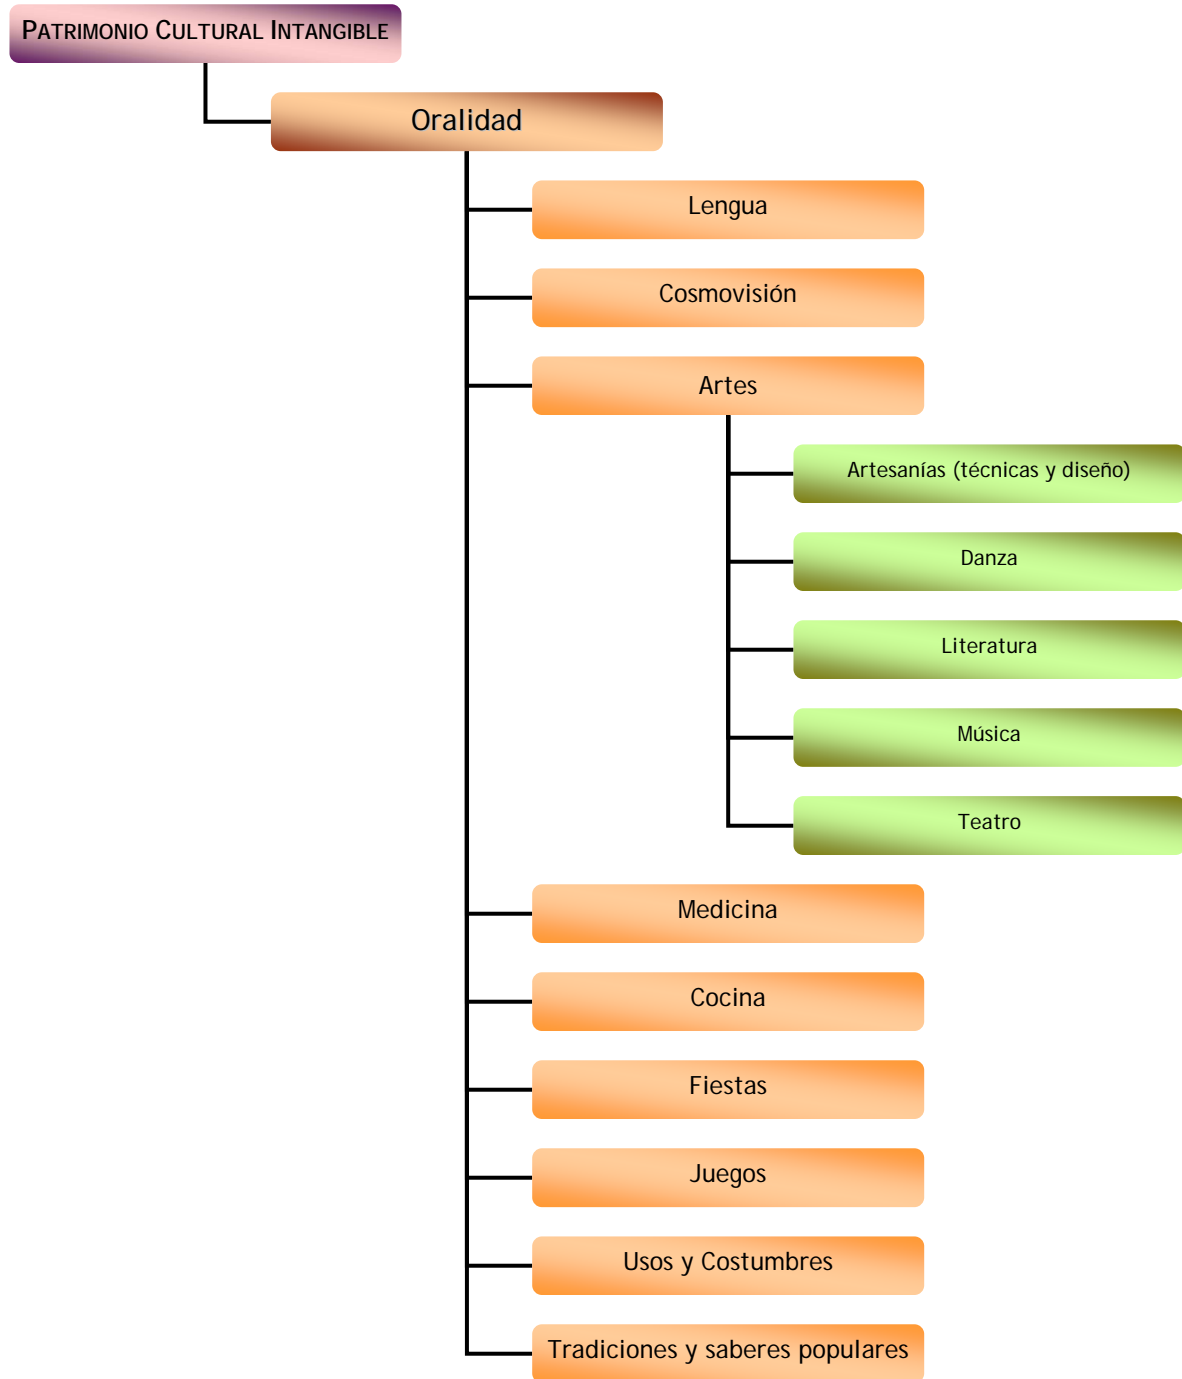 PATRIMONIO CULTURAL INTANGIBLE
Oralidad
Lengua
Cosmovisión
Artes
Artesanías (técnicas y diseño)
Danza
Literatura
Música
Teatro
Medicina
Cocina
Fiestas
Juegos
Usos y Costumbres
Tradiciones y saberes populares